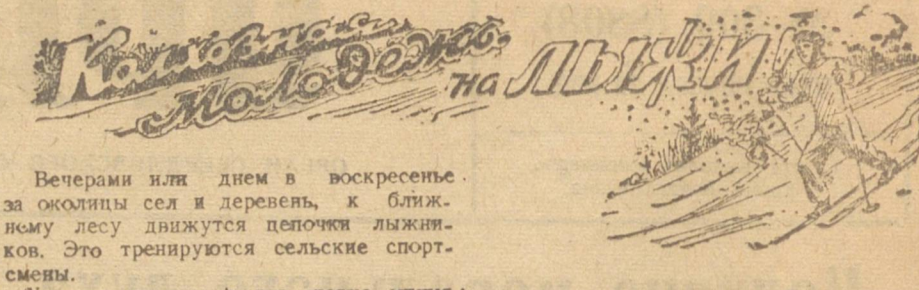 Колхозная
молодежь
на ЛЫЖИ!
Вечерами или днем в воскресенье
за околицы сел и деревень, к ближ-
нему лесу движутся цепочки лыжни-
ков. Это тренируются сельские спорт-
смены.